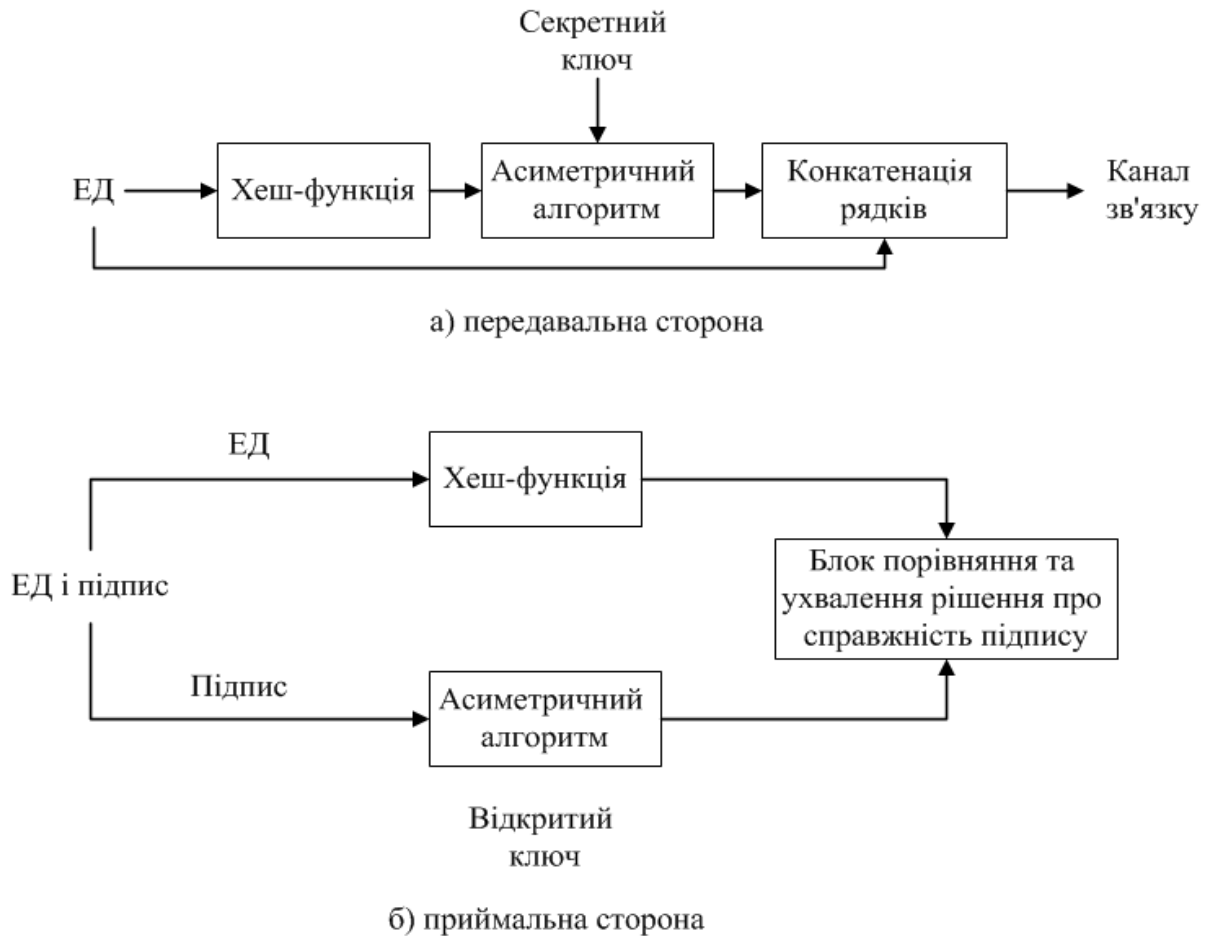 Секретний
ключ
ЕД
Хеш-функція
Асиметричний
алгоритм
Конкатенація
рядків
Канал
зв'язку
а) передавальна сторона
ЕД
Хеш-функція
ЕД і підпис
Блок порівняння та
ухвалення рішення про
справжність підпису
Підпис
Асиметричний
алгоритм
Відкритий
ключ
б) приймальна сторона